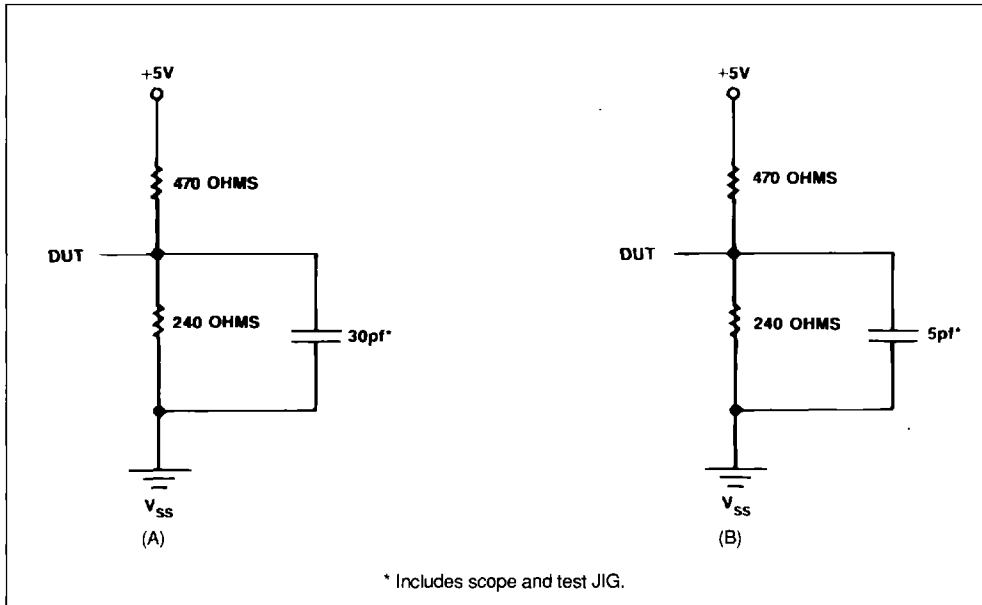 +5V
470 OHMS
DUT
240 OHMS
30pf*
VSS
(A)
+5V
470 OHMS
DUT
240 OHMS
5pf*
VSS
(B)
* Includes scope and test JIG.